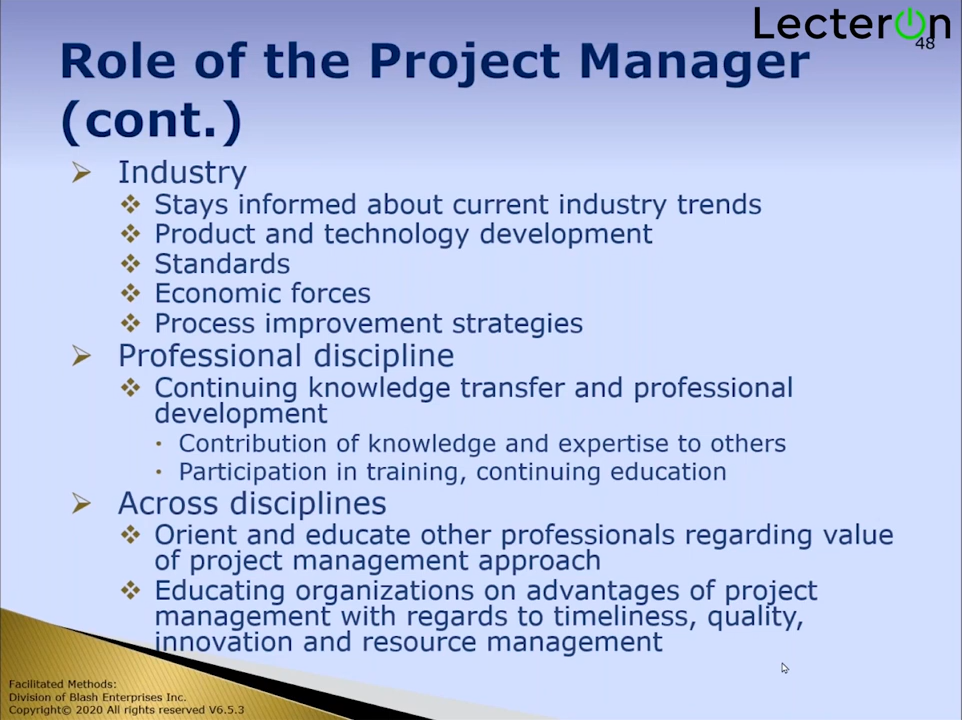 LecterOn
48
Role of the Project Manager
(cont.)
Industry
Stays informed about current industry trends
Product and technology development
Standards
Economic forces
Process improvement strategies
Professional discipline
Continuing knowledge transfer and professional
development
Contribution of knowledge and expertise to others
Participation in training, continuing education
Across disciplines
Orient and educate other professionals regarding value
of project management approach
Educating organizations on advantages of project
management with regards to timeliness, quality,
innovation and resource management
Facilitated Methods:
Division of Blash Enterprises Inc.
Copyright© 2020 All rights reserved V6.5.3